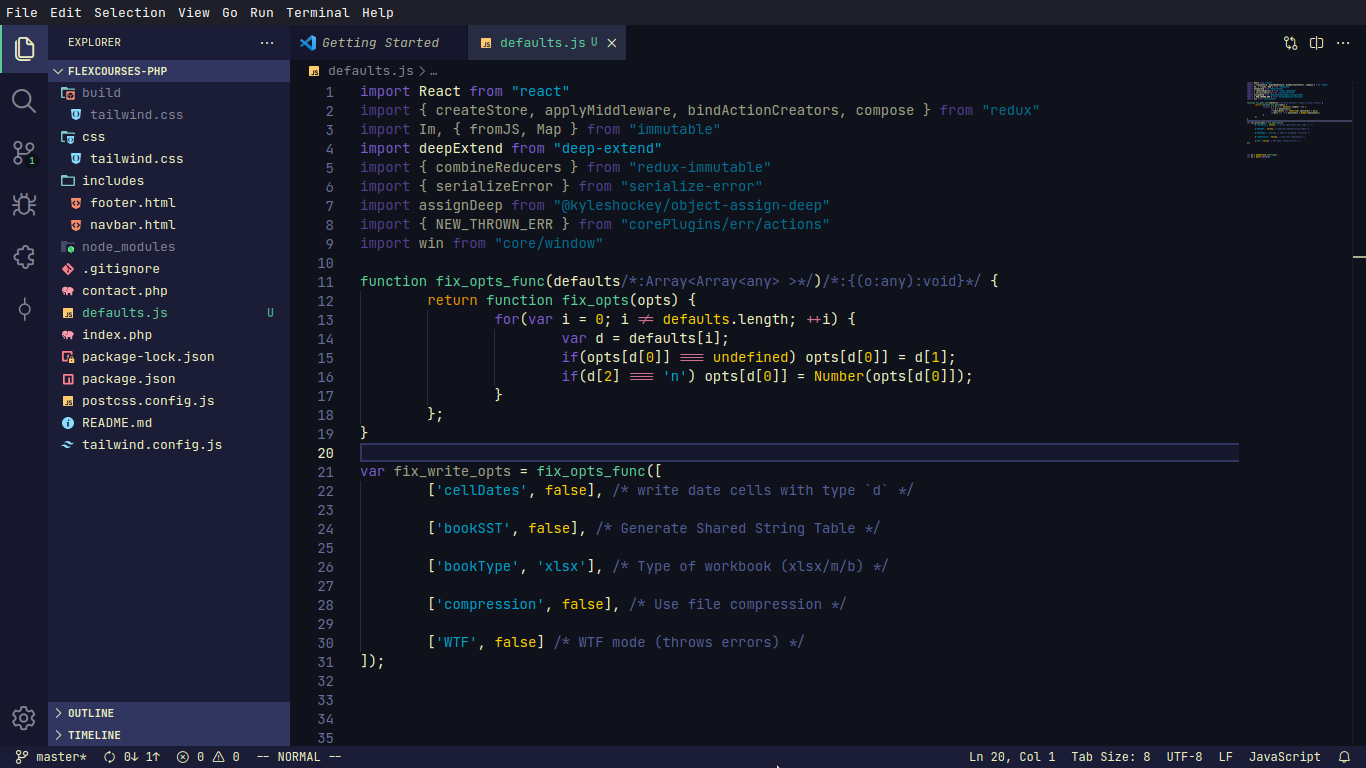 File Edit Selection View Go Run Terminal Help
EXPLORER
FLEXCOURSES-PHP
build
tailwind.css
css
tailwind.css
includes
footer.html
navbar.html
node_modules
.gitignore
contact.php
defaults.js U
index.php
package-lock.json
package.json
postcss.config.js
README.md
tailwind.config.js
OUTLINE
TIMELINE
1
Getting Started
JS defaults.js U
JS defaults.js > …
1 import React from "react"
2 import { createStore, applyMiddleware, bindActionCreators, compose } from "redux"
3 import Im, { fromJS, Map } from "immutable"
4 import deepExtend from "deep-extend"
5 import { combineReducers } from "redux-immutable"
6 import { serializeError } from "serialize-error"
7 import assignDeep from "@kyleshockey/object-assign-deep"
8 import { NEW_THROWN_ERR } from "corePlugins/err/actions"
9 import win from "core/window"
10
11 function fix_opts_func(defaults/*:Array<Array<any> >*/)/*:{(o:any):void}*/ {
12 return function fix_opts(opts) {
13 for(var i = 0; i != defaults.length; ++i) {
14 var d = defaults[i];
15 if(opts[d[0]] === undefined) opts[d[0]] = d[1];
16 if(d[2] === 'n') opts[d[0]] = Number(opts[d[0]]);
17 }
18 };
19 }
20
21 var fix_write_opts = fix_opts_func([
22 ['cellDates', false], /* write date cells with type `d` */
23
24 ['bookSST', false], /* Generate Shared String Table */
25
26 ['bookType', 'xlsx'], /* Type of workbook (xlsx/m/b) */
27
28 ['compression', false], /* Use file compression */
29
30 ['WTF', false] /* WTF mode (throws errors) */
31 ]);
32
33
34
35
master* 0↓ 1↑ 0 0 -- NORMAL -- Ln 20, Col 1 Tab Size: 8 UTF-8 LF JavaScript